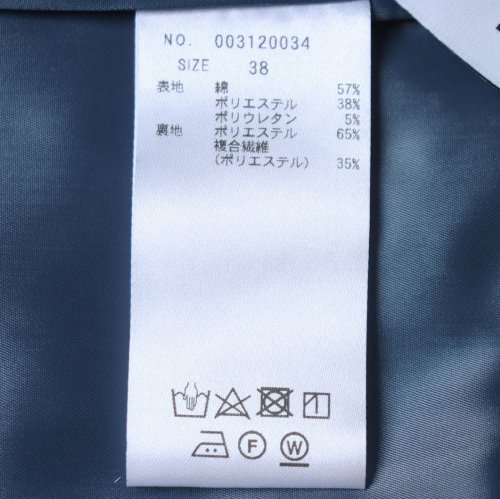 NO. 003120034
SIZE 38
表地 綿 57%
ポリエステル 38%
ポリウレタン 5%
裏地 ポリエステル 65%
複合繊維
(ポリエステル) 35%
F W